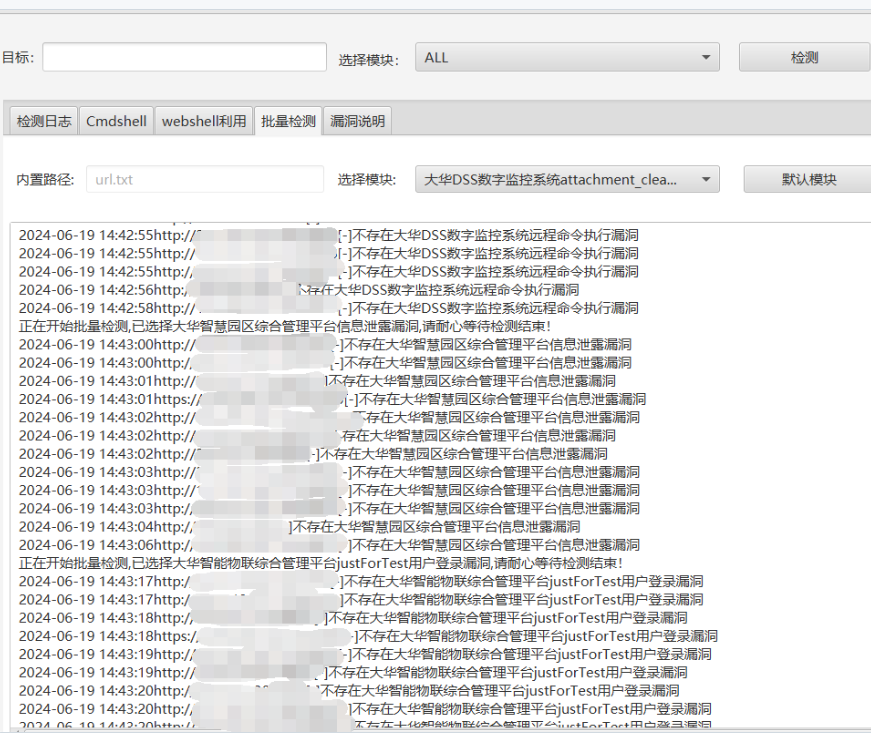 目标:
选择模块: ALL 检测
检测日志 Cmdshell webshell利用 批量检测 漏洞说明
内置路径: url.txt 选择模块: 大华DSS数字监控系统attachment_clea... 默认模块
2024-06-19 14:42:55http:// [-]不存在大华DSS数字监控系统远程命令执行漏洞
2024-06-19 14:42:55http:// [-]不存在大华DSS数字监控系统远程命令执行漏洞
2024-06-19 14:42:55http:// [-]不存在大华DSS数字监控系统远程命令执行漏洞
2024-06-19 14:42:56http: 不存在大华DSS数字监控系统远程命令执行漏洞
2024-06-19 14:42:58http:// [-]不存在大华DSS数字监控系统远程命令执行漏洞
正在开始批量检测,已选择大华智慧园区综合管理平台信息泄露漏洞,请耐心等待检测结束!
2024-06-19 14:43:00http:// -]不存在大华智慧园区综合管理平台信息泄露漏洞
2024-06-19 14:43:00http:// -]不存在大华智慧园区综合管理平台信息泄露漏洞
2024-06-19 14:43:01http:// ]不存在大华智慧园区综合管理平台信息泄露漏洞
2024-06-19 14:43:01https:/ [-]不存在大华智慧园区综合管理平台信息泄露漏洞
2024-06-19 14:43:02http:// 不存在大华智慧园区综合管理平台信息泄露漏洞
2024-06-19 14:43:02http:// 存在大华智慧园区综合管理平台信息泄露漏洞
2024-06-19 14:43:02http:// -]不存在大华智慧园区综合管理平台信息泄露漏洞
2024-06-19 14:43:03http:// -]不存在大华智慧园区综合管理平台信息泄露漏洞
2024-06-19 14:43:03http:// -]不存在大华智慧园区综合管理平台信息泄露漏洞
2024-06-19 14:43:03http:// -]不存在大华智慧园区综合管理平台信息泄露漏洞
2024-06-19 14:43:04http:// ]不存在大华智慧园区综合管理平台信息泄露漏洞
2024-06-19 14:43:06http:// -]不存在大华智慧园区综合管理平台信息泄露漏洞
正在开始批量检测,已选择大华智能物联综合管理平台justForTest用户登录漏洞,请耐心等待检测结束!
2024-06-19 14:43:17http:/ -]不存在大华智能物联综合管理平台justForTest用户登录漏洞
2024-06-19 14:43:17http:/ ]不存在大华智能物联综合管理平台justForTest用户登录漏洞
2024-06-19 14:43:18http:/ ]不存在大华智能物联综合管理平台justForTest用户登录漏洞
2024-06-19 14:43:18https:/ -]不存在大华智能物联综合管理平台justForTest用户登录漏洞
2024-06-19 14:43:19http:// -]不存在大华智能物联综合管理平台justForTest用户登录漏洞
2024-06-19 14:43:19http:// -]不存在大华智能物联综合管理平台justForTest用户登录漏洞
2024-06-19 14:43:20http:/ 不存在大华智能物联综合管理平台justForTest用户登录漏洞
2024-06-19 14:43:20http:/ ]不存在大华智能物联综合管理平台justForTest用户登录漏洞
2024-06-19 14:43:20http:// 不存在大华智能物联综合管理平台justForTest用户登录漏洞